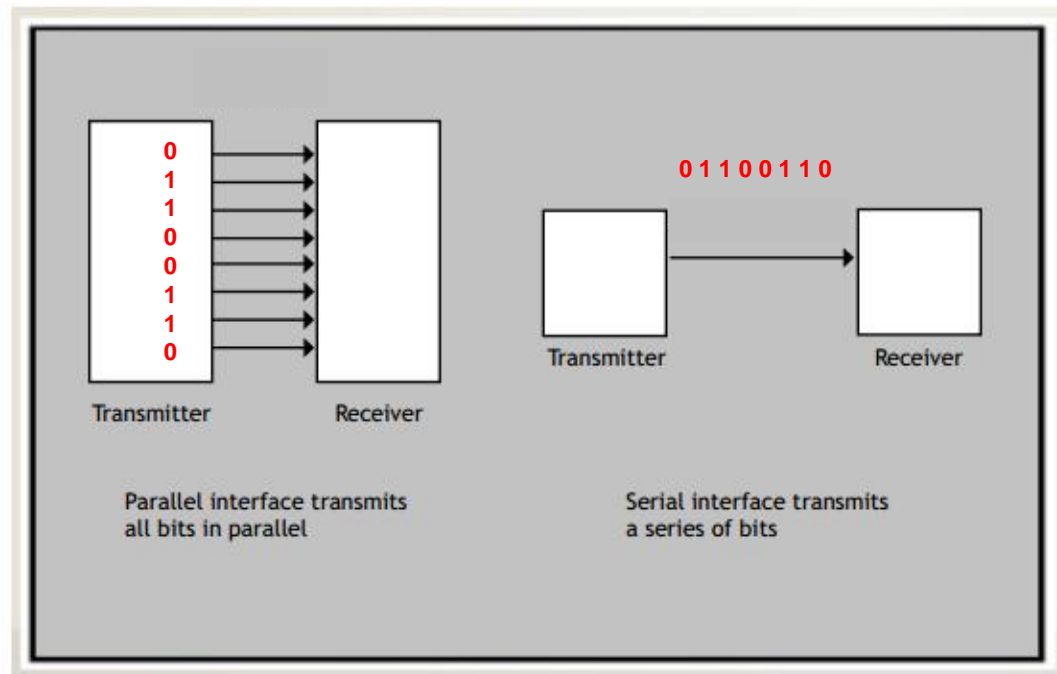 0
1
1
0
0
1
1
0
Transmitter
Receiver
Parallel interface transmits
all bits in parallel
0 1 1 0 0 1 1 0
Transmitter
Receiver
Serial interface transmits
a series of bits